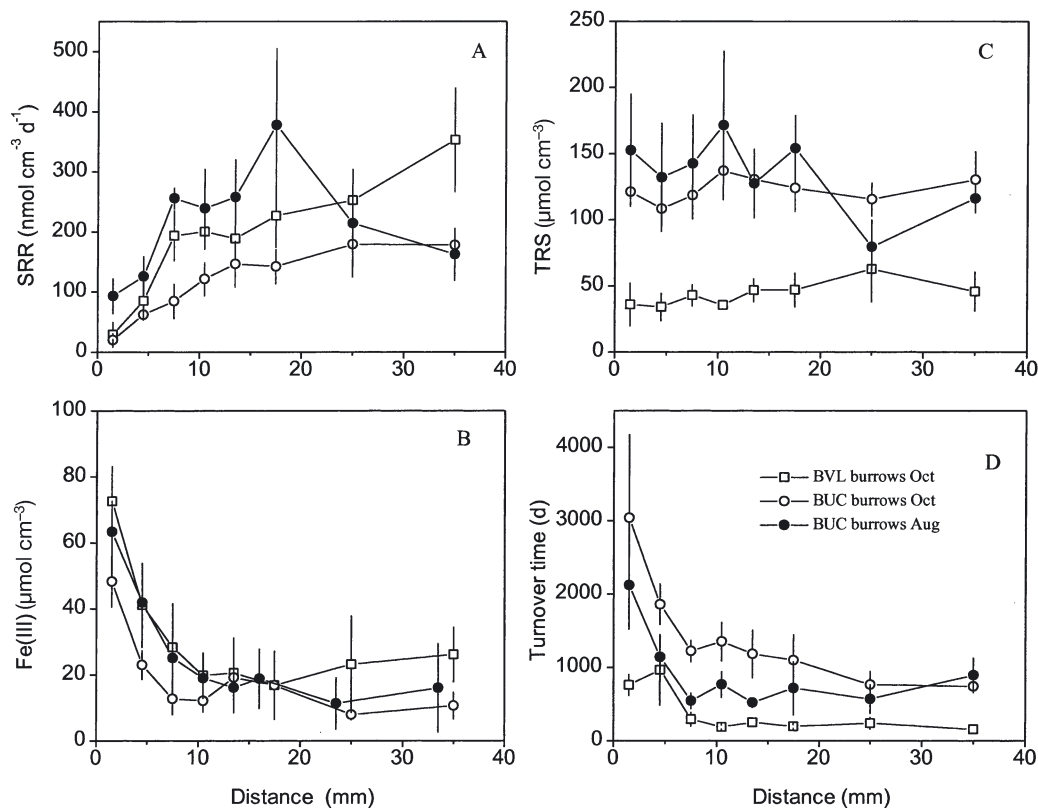 A
500
400
300
200
100
0
SRR (nmol cm⁻³ d⁻¹)
0 10 20 30 40
C
250
200
150
100
50
0
TRS (µmol cm⁻³)
0 10 20 30 40
B
100
80
60
40
20
0
Fe(III) (µmol cm⁻³)
0 10 20 30 40
Distance (mm)
D
4000
3000
2000
1000
0
Turnover time (d)
BVL burrows Oct
BUC burrows Oct
BUC burrows Aug
0 10 20 30 40
Distance (mm)